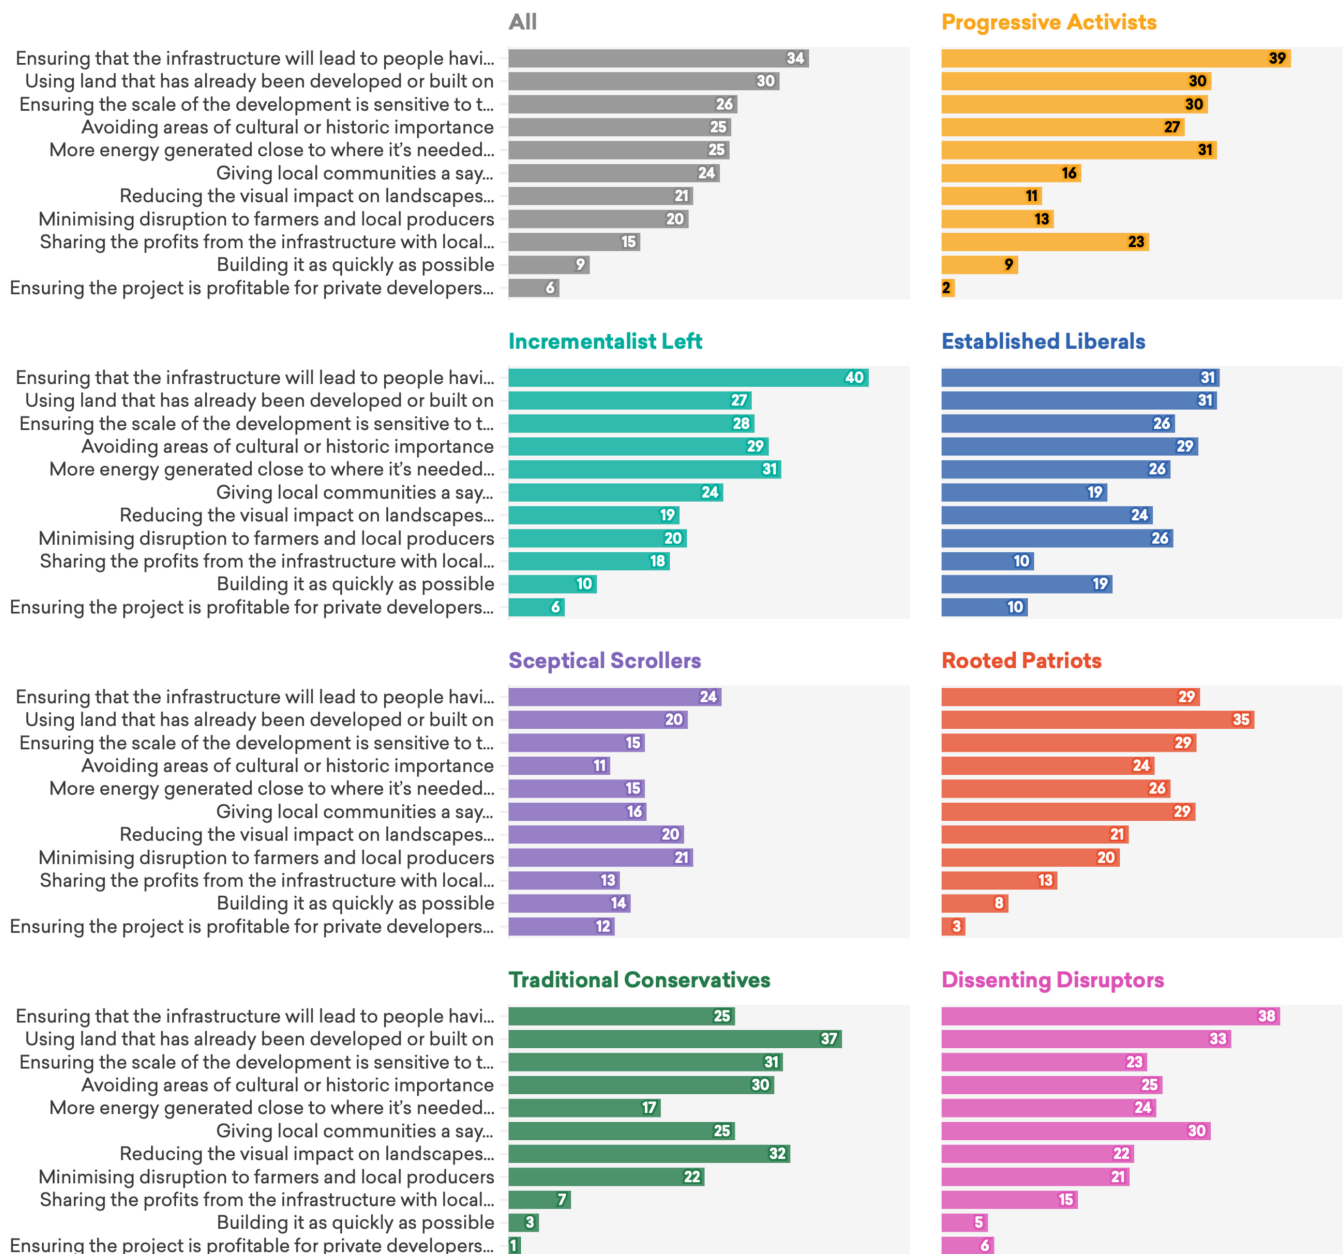 All
Progressive Activists
Ensuring that the infrastructure will lead to people havi... 34 39
Using land that has already been developed or built on 30 30
Ensuring the scale of the development is sensitive to t... 26 30
Avoiding areas of cultural or historic importance 25 27
More energy generated close to where it’s needed... 25 31
Giving local communities a say... 24 16
Reducing the visual impact on landscapes... 21 11
Minimising disruption to farmers and local producers 20 13
Sharing the profits from the infrastructure with local... 15 23
Building it as quickly as possible 9 9
Ensuring the project is profitable for private developers... 6 2
Incrementalist Left
Established Liberals
Ensuring that the infrastructure will lead to people havi... 40 31
Using land that has already been developed or built on 27 31
Ensuring the scale of the development is sensitive to t... 28 26
Avoiding areas of cultural or historic importance 29 29
More energy generated close to where it’s needed... 31 26
Giving local communities a say... 24 19
Reducing the visual impact on landscapes... 19 24
Minimising disruption to farmers and local producers 20 26
Sharing the profits from the infrastructure with local... 18 10
Building it as quickly as possible 10 19
Ensuring the project is profitable for private developers... 6 10
Sceptical Scrollers
Rooted Patriots
Ensuring that the infrastructure will lead to people havi... 24 29
Using land that has already been developed or built on 20 35
Ensuring the scale of the development is sensitive to t... 15 29
Avoiding areas of cultural or historic importance 11 24
More energy generated close to where it’s needed... 15 26
Giving local communities a say... 16 29
Reducing the visual impact on landscapes... 20 21
Minimising disruption to farmers and local producers 21 20
Sharing the profits from the infrastructure with local... 13 13
Building it as quickly as possible 14 8
Ensuring the project is profitable for private developers... 12 3
Traditional Conservatives
Dissenting Disruptors
Ensuring that the infrastructure will lead to people havi... 25 38
Using land that has already been developed or built on 37 33
Ensuring the scale of the development is sensitive to t... 31 23
Avoiding areas of cultural or historic importance 30 25
More energy generated close to where it’s needed... 17 24
Giving local communities a say... 25 30
Reducing the visual impact on landscapes... 32 22
Minimising disruption to farmers and local producers 22 21
Sharing the profits from the infrastructure with local... 7 15
Building it as quickly as possible 3 5
Ensuring the project is profitable for private developers... 1 6